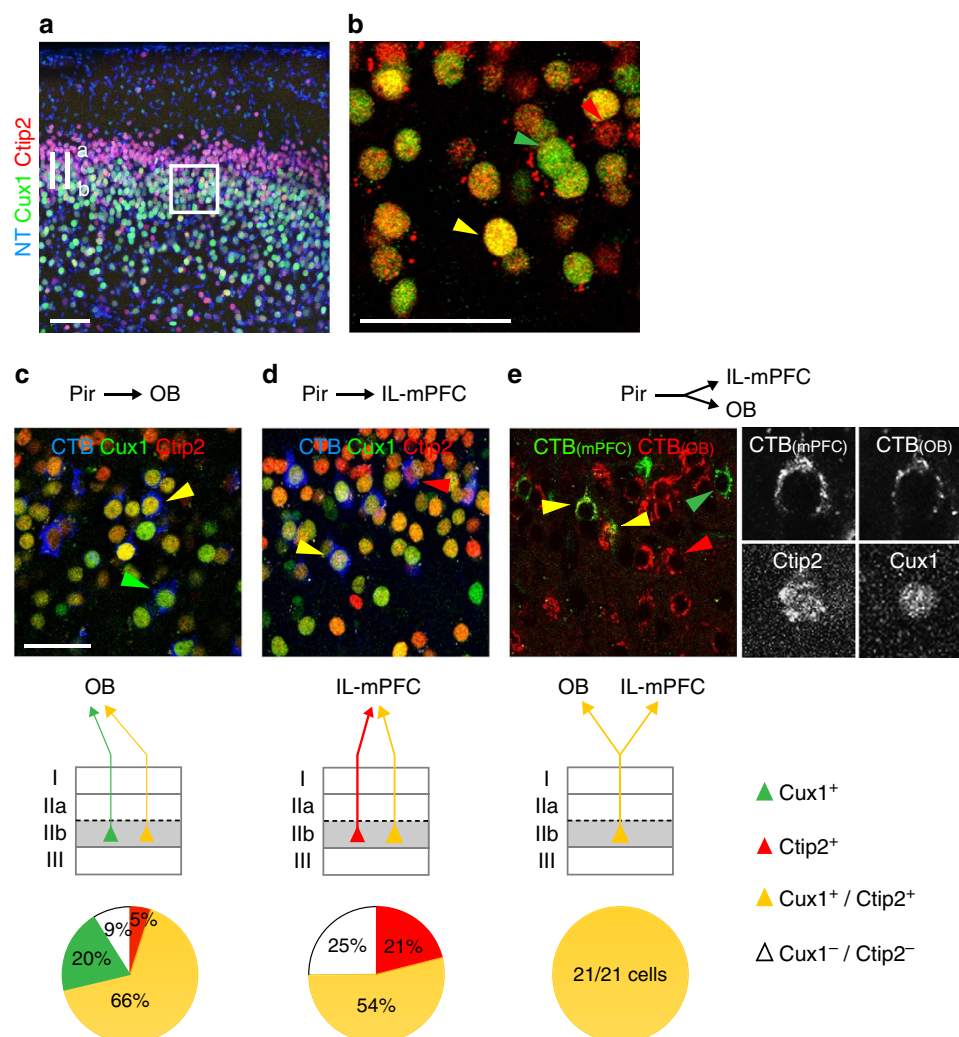 a
b
NT Cux1 Ctip2
a
b
c
d
e
Pir → OB
Pir → IL-mPFC
Pir
IL-mPFC
OB
CTB Cux1 Ctip2
CTB Cux1 Ctip2
CTB(mPFC) CTB(OB)
CTB(mPFC)
CTB(OB)
Ctip2
Cux1
OB
I
IIa
IIb
III
IL-mPFC
I
IIa
IIb
III
OB
IL-mPFC
I
IIa
IIb
III
Cux1⁺
Ctip2⁺
Cux1⁺ / Ctip2⁺
Cux1⁻ / Ctip2⁻
9%
5%
20%
66%
25%
21%
54%
21/21 cells